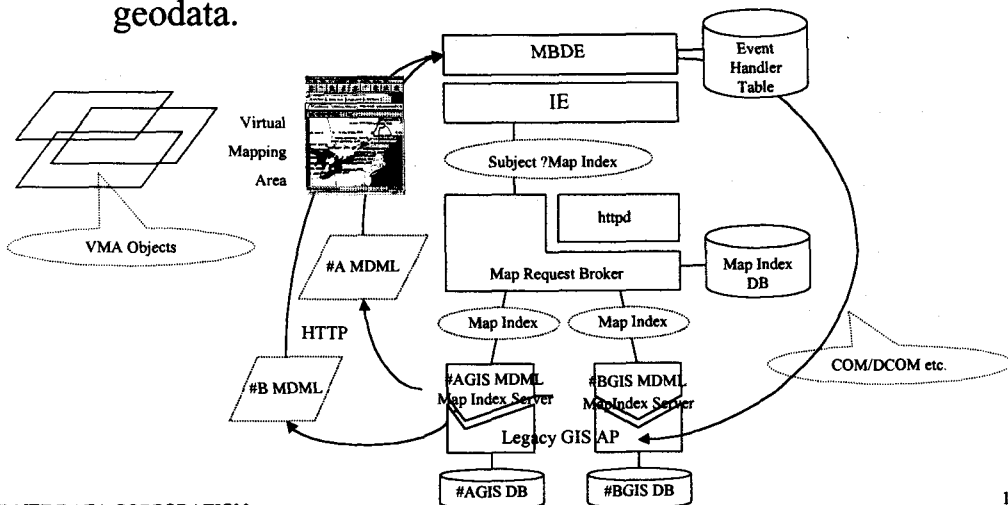 geodata.
MBDE
Event
Handler
Table
IE
Virtual
Mapping
Area
Subject ?Map Index
httpd
VMA Objects
#A MDML
Map Request Broker
Map Index
DB
HTTP
Map Index
Map Index
COM/DCOM etc.
#B MDML
#AGIS MDML
Map Index Server
#BGIS MDML
MapIndex Server
Legacy GIS AP
#AGIS DB
#BGIS DB
1